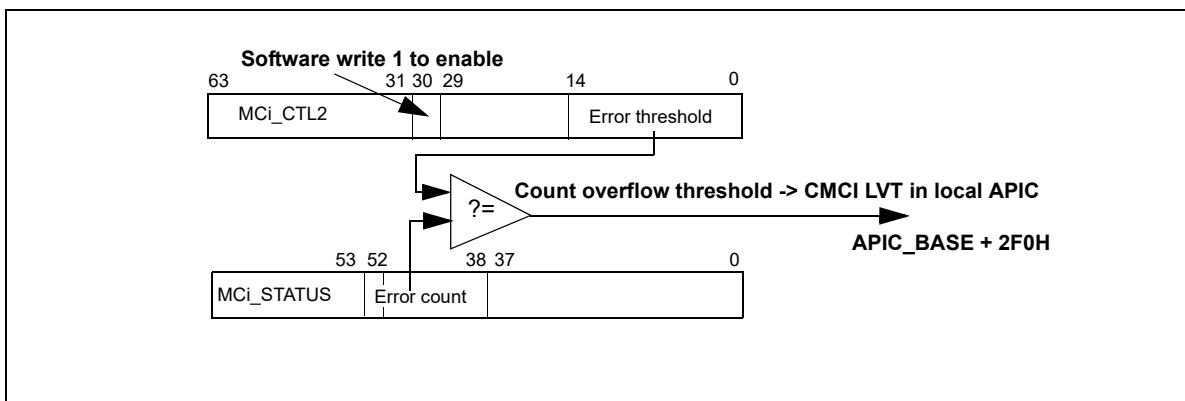 Software write 1 to enable
63 31 30 29 14 0
MCi_CTL2 Error threshold
?=
Count overflow threshold -> CMCI LVT in local APIC
APIC_BASE + 2F0H
53 52 38 37 0
MCi_STATUS Error count